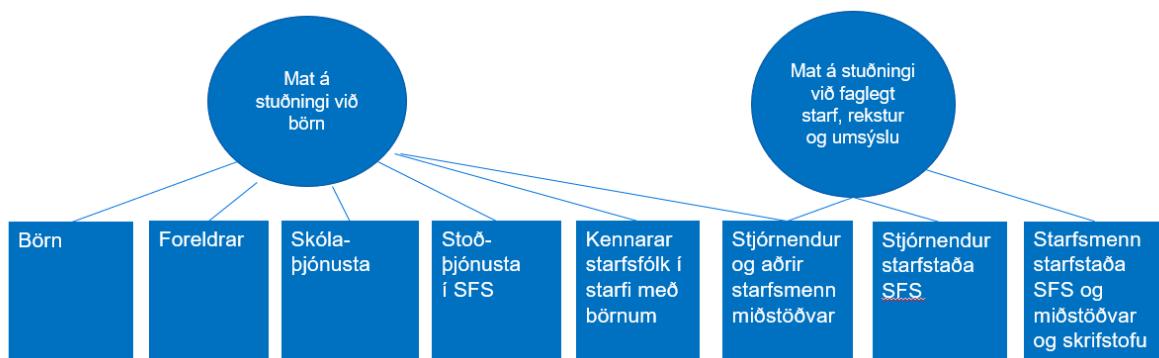 Mat á
stuðningi við
börn
Mat á stuðningi
við faglegt
starf, rekstur
og umsýslu
Börn
Foreldrar
Skóla-
þjónusta
Stoð-
þjónusta
í SFS
Kennarar
starfsfólk í
starfi með
börnum
Stjórnendur
og aðrir
starfsmenn
miðstöðvar
Stjórnendur
starfstaða
SFS
Starfsmenn
starfstaða
SFS og
miðstöðvar
og skrifstofu